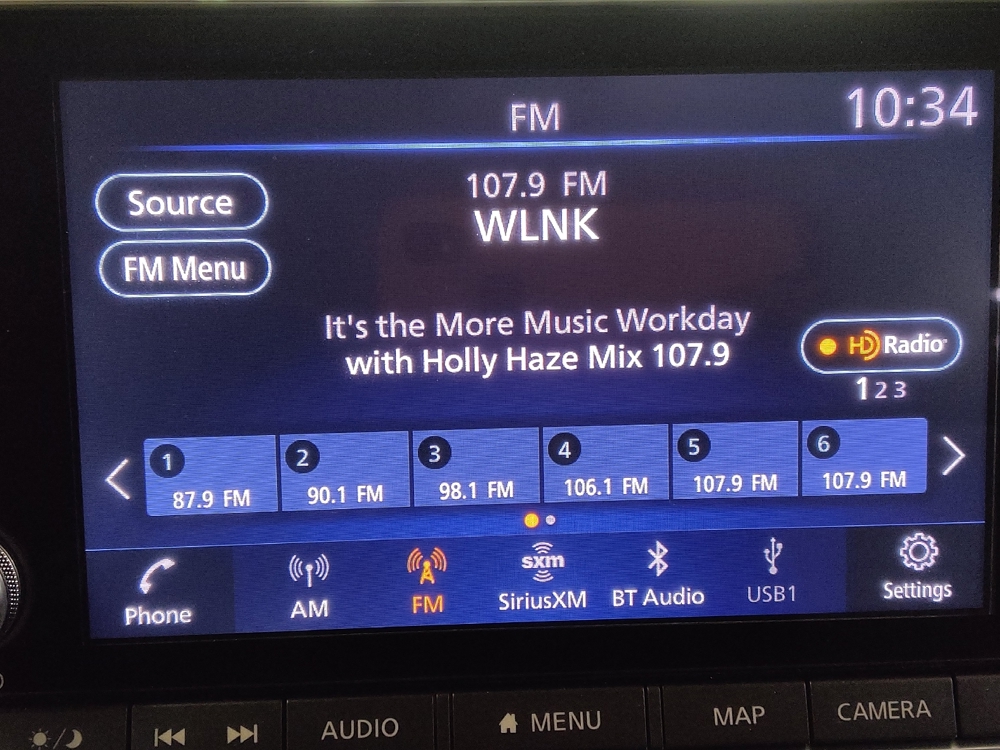 FM
10:34
Source
FM Menu
107.9 FM
WLNK
It's the More Music Workday
with Holly Haze Mix 107.9
HD Radio
1 2 3
1
87.9 FM
2
90.1 FM
3
98.1 FM
4
106.1 FM
5
107.9 FM
6
107.9 FM
Phone
AM
FM
sxm
SiriusXM
BT Audio
USB1
Settings
AUDIO
MENU
MAP
CAMERA